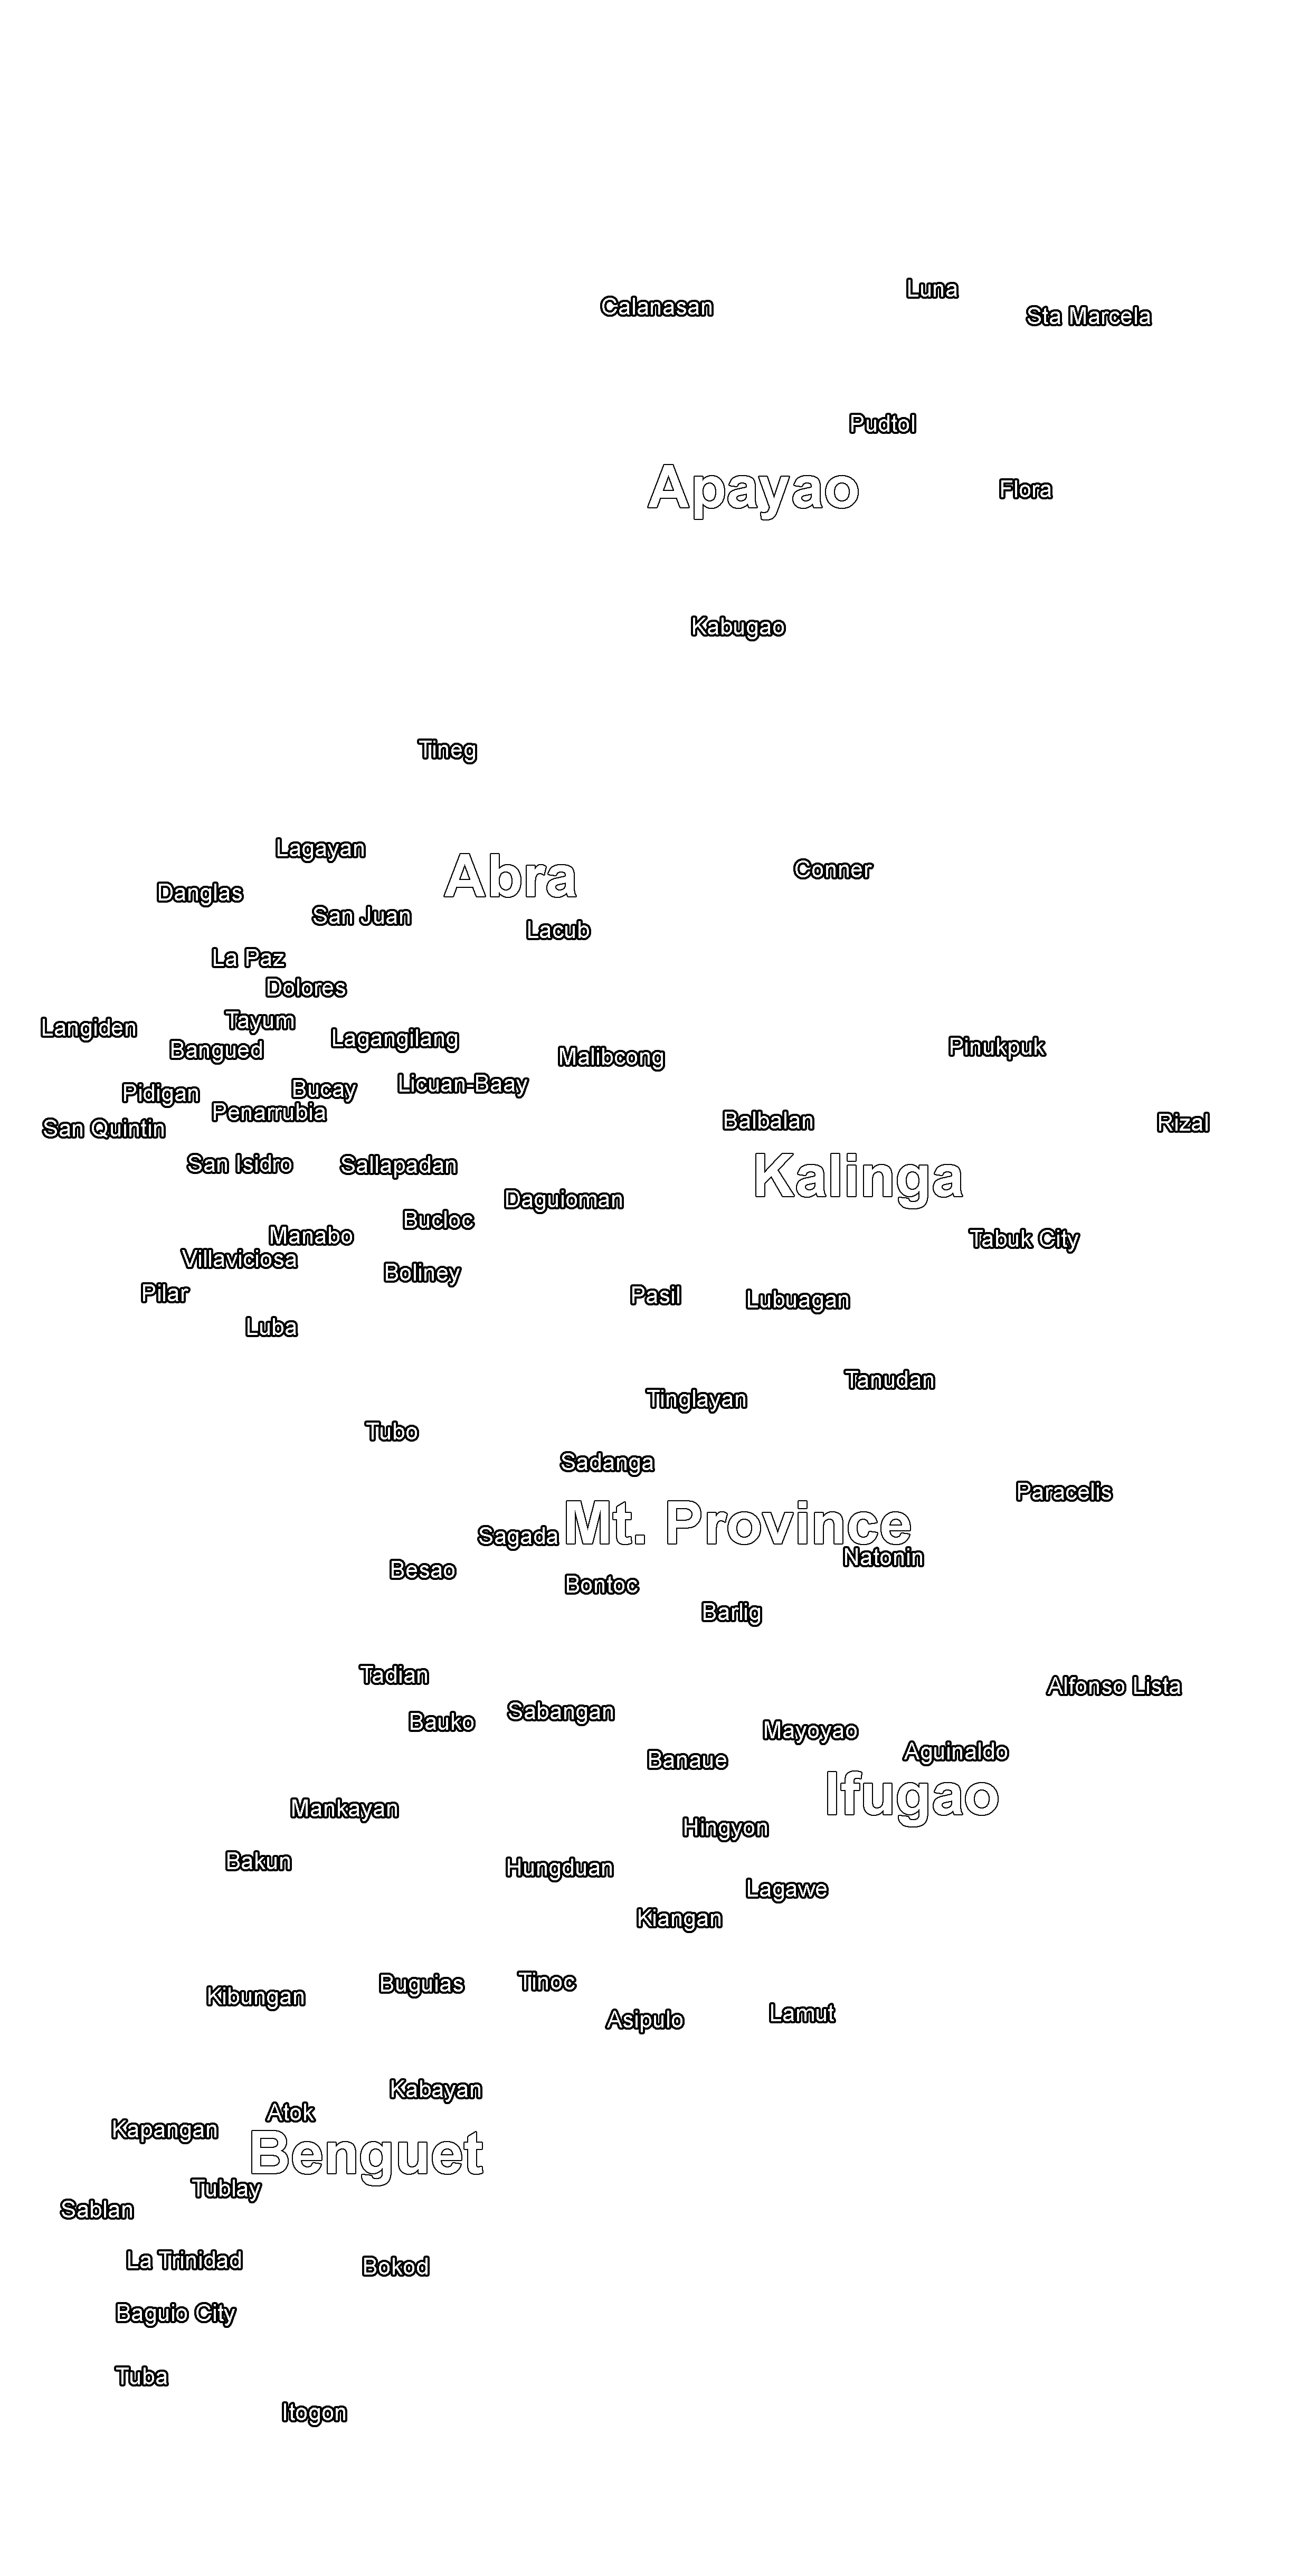 Luna
Calanasan
Sta Marcela
Pudtol
Apayao
Flora
Kabugao
Tineg
Lagayan
Abra
Conner
Danglas
San Juan
Lacub
La Paz
Dolores
Tayum
Langiden
Lagangilang
Bangued
Malibcong
Pinukpuk
Licuan-Baay
Bucay
Pidigan
Penarrubia
Balbalan
Rizal
San Quintin
San Isidro
Sallapadan
Kalinga
Daguioman
Bucloc
Manabo
Tabuk City
Villaviciosa
Boliney
Pilar
Pasil
Lubuagan
Luba
Tanudan
Tinglayan
Tubo
Sadanga
Paracelis
Mt. Province
Sagada
Natonin
Besao
Bontoc
Barlig
Tadian
Alfonso Lista
Sabangan
Bauko
Mayoyao
Aguinaldo
Banaue
Ifugao
Mankayan
Hingyon
Bakun
Hungduan
Lagawe
Kiangan
Tinoc
Buguias
Kibungan
Lamut
Asipulo
Kabayan
Atok
Kapangan
Benguet
Tublay
Sablan
La Trinidad
Bokod
Baguio City
Tuba
Itogon